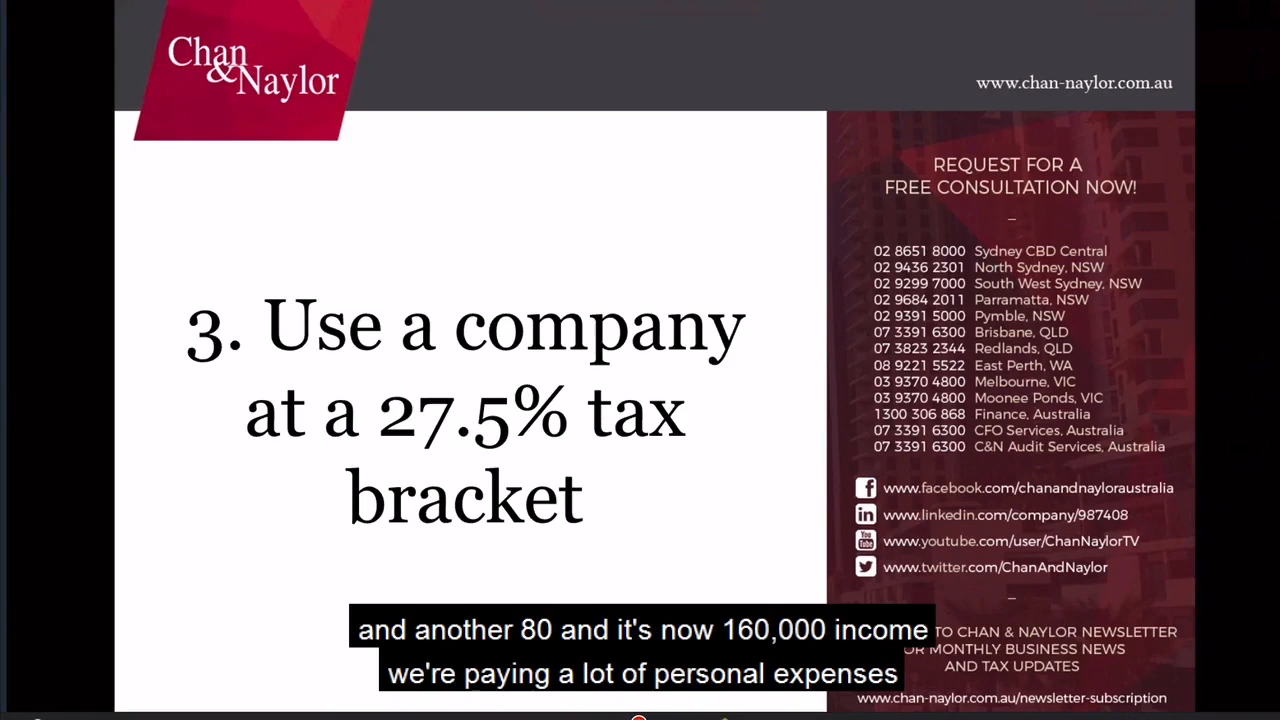 Chan
& Naylor
www.chan-naylor.com.au
3. Use a company
at a 27.5% tax
bracket
REQUEST FOR A
FREE CONSULTATION NOW!
02 8651 8000 Sydney CBD Central
02 9436 2301 North Sydney, NSW
02 9299 7000 South West Sydney, NSW
02 9684 2011 Parramatta, NSW
02 9391 5000 Pymble, NSW
07 3391 6300 Brisbane, QLD
07 3823 2344 Redlands, QLD
08 9221 5522 East Perth, WA
03 9370 4800 Melbourne, VIC
03 9370 4800 Moonee Ponds, VIC
1300 306 868 Finance, Australia
07 3391 6300 CFO Services, Australia
07 3391 6300 C&N Audit Services, Australia
www.facebook.com/chanandnayloraustralia
www.linkedin.com/company/987408
www.youtube.com/user/ChanNaylorTV
www.twitter.com/ChanAndNaylor
TO CHAN & NAYLOR NEWSLETTER
MONTHLY BUSINESS NEWS
AND TAX UPDATES
www.chan-naylor.com.au/newsletter-subscription
and another 80 and it's now 160,000 income
we're paying a lot of personal expenses